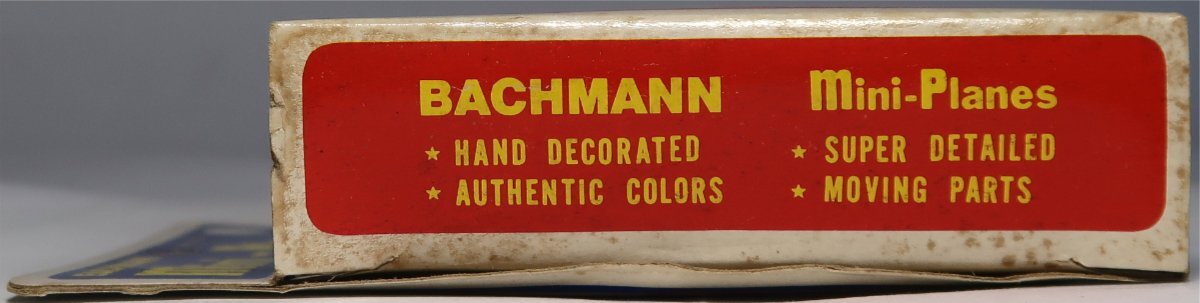 BACHMANN Mini-Planes
★ HAND DECORATED ★ SUPER DETAILED
★ AUTHENTIC COLORS ★ MOVING PARTS